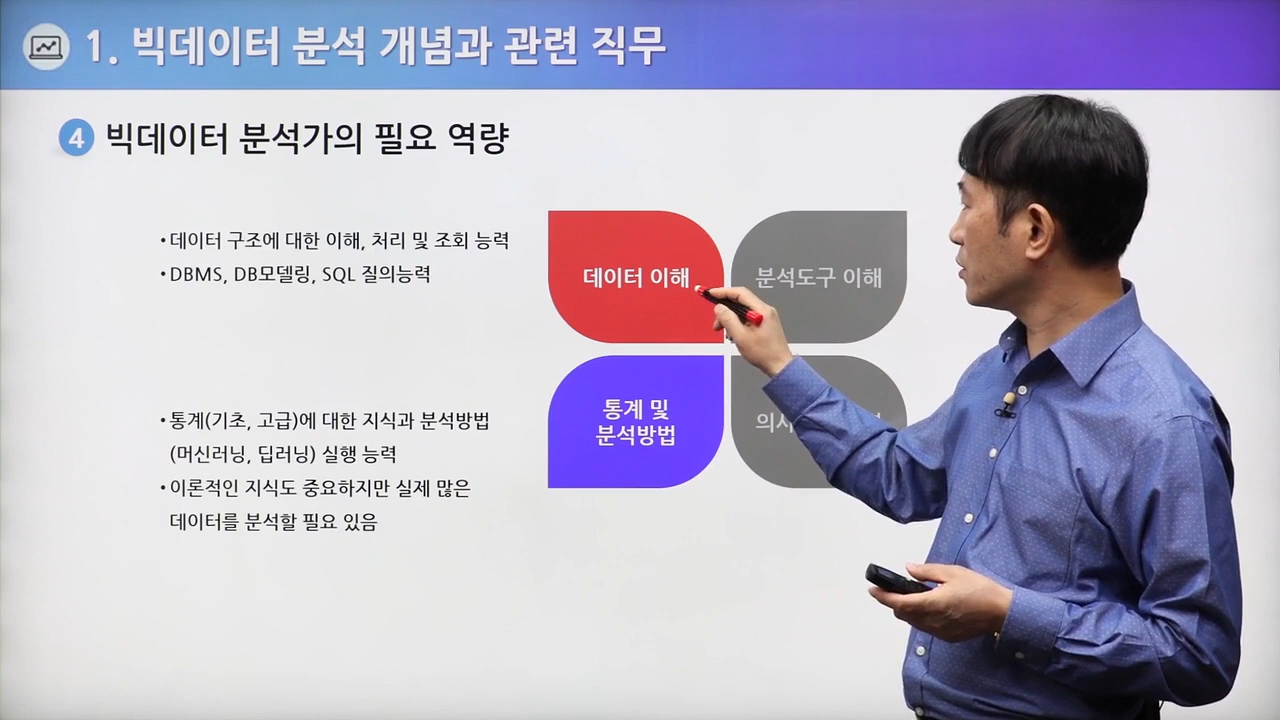 1. 빅데이터 분석 개념과 관련 직무
4 빅데이터 분석가의 필요 역량
•데이터 구조에 대한 이해, 처리 및 조회 능력
•DBMS, DB모델링, SQL 질의능력
데이터 이해
분석도구 이해
•통계(기초, 고급)에 대한 지식과 분석방법
(머신러닝, 딥러닝) 실행 능력
•이론적인 지식도 중요하지만 실제 많은
데이터를 분석할 필요 있음
통계 및
분석방법